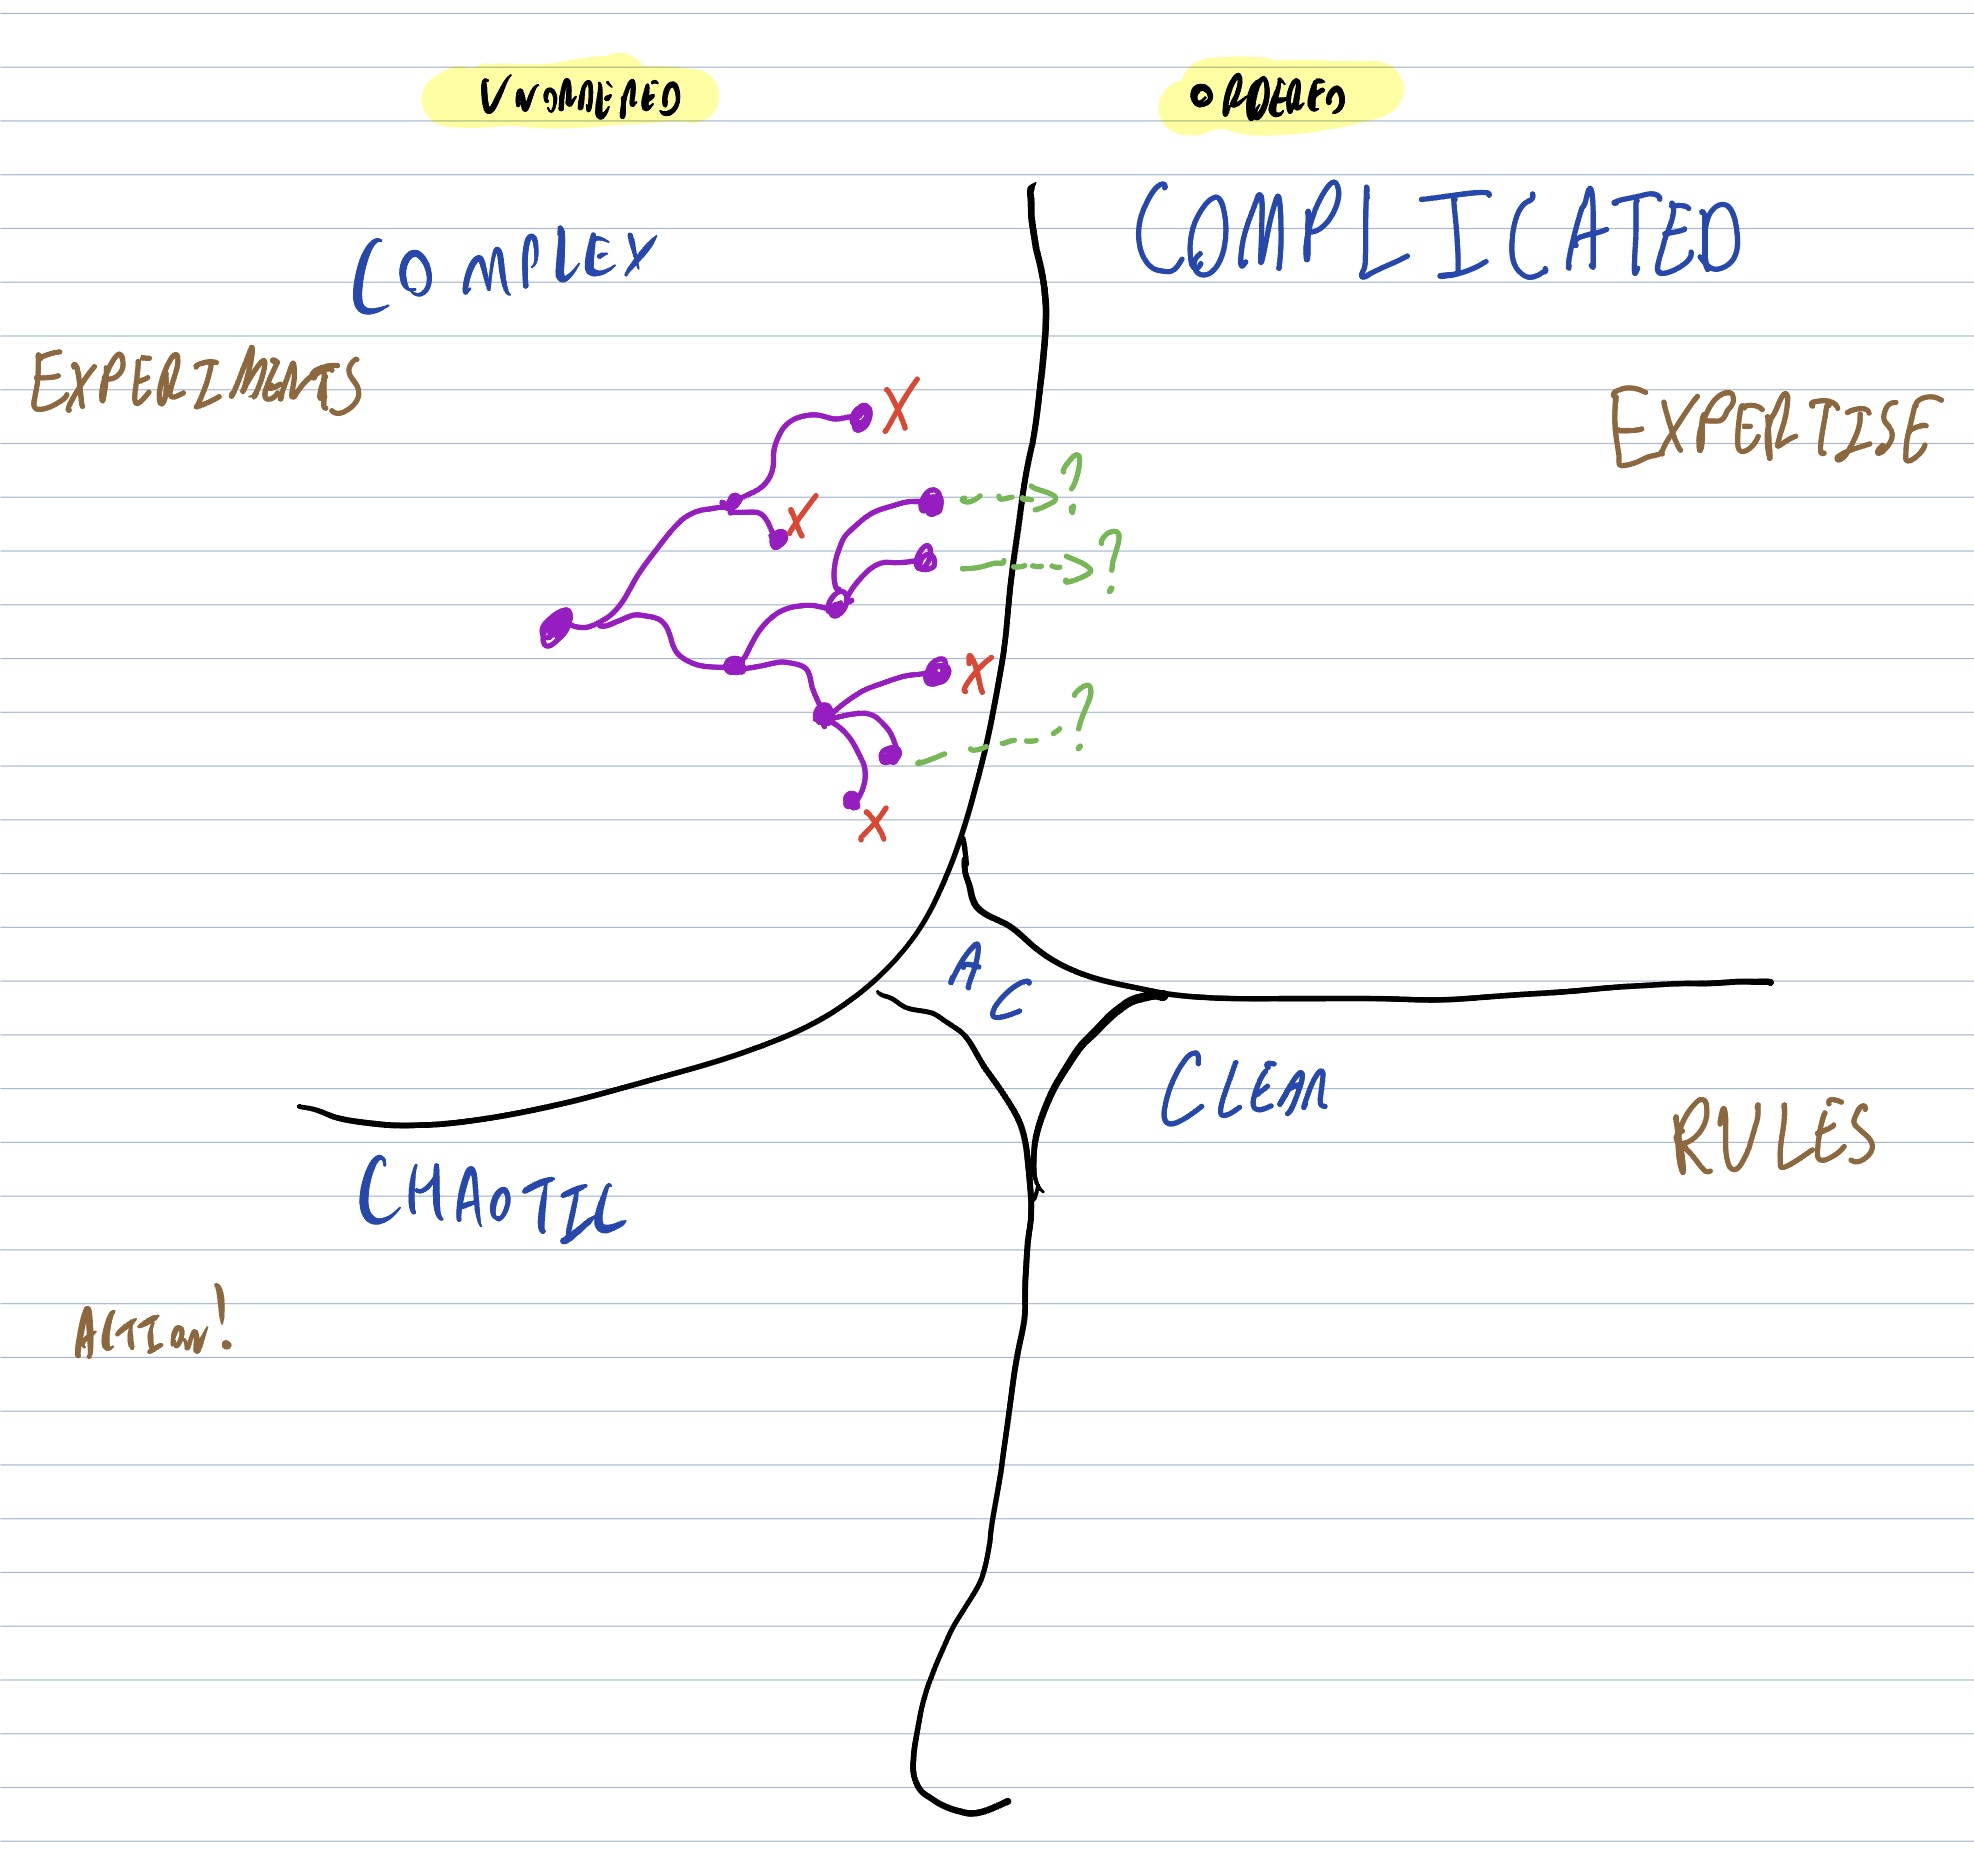 UNORDERED
ORDERED
COMPLEX
COMPLICATED
EXPERIMENTS
EXPERTISE
X
X
?
?
X
?
X
A
C
CLEAR
RULES
CHAOTIC
ACTION!